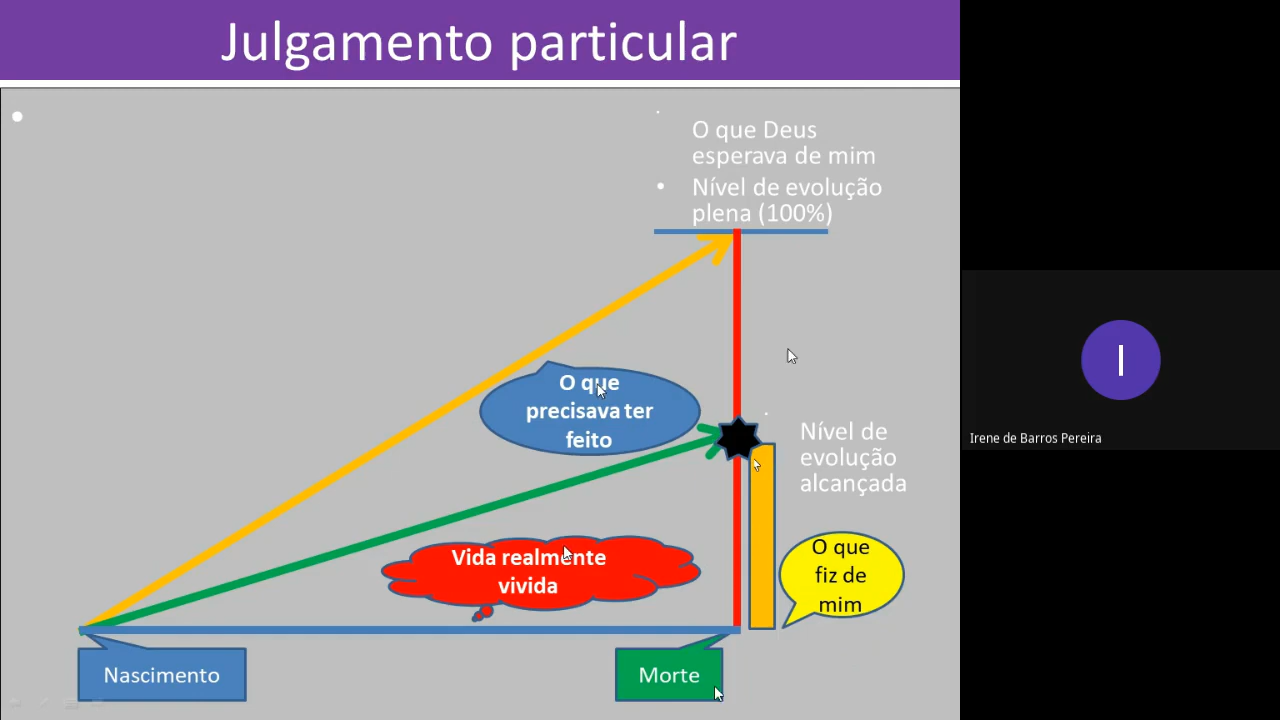 Julgamento particular
O que Deus
esperava de mim
Nível de evolução
plena (100%)
O que
precisava ter
feito
Nível de
evolução
alcançada
Vida realmente
vivida
O que
fiz de
mim
Nascimento
Morte
I
Irene de Barros Pereira